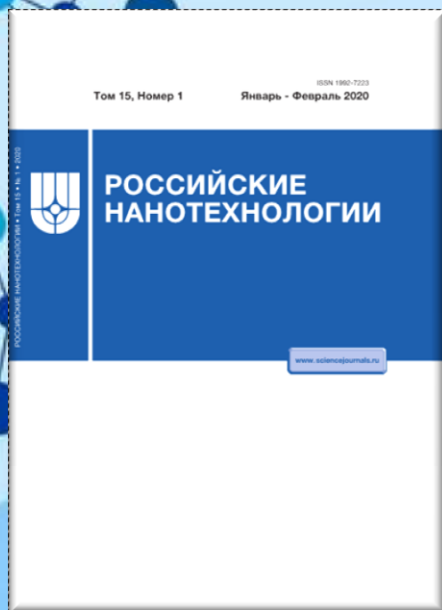 ISSN 1992-7223
Том 15, Номер 1
Январь - Февраль 2020
РОССИЙСКИЕ НАНОТЕХНОЛОГИИ • Том 15 • № 1 • 2020
РОССИЙСКИЕ
НАНОТЕХНОЛОГИИ
www.sciencejournals.ru